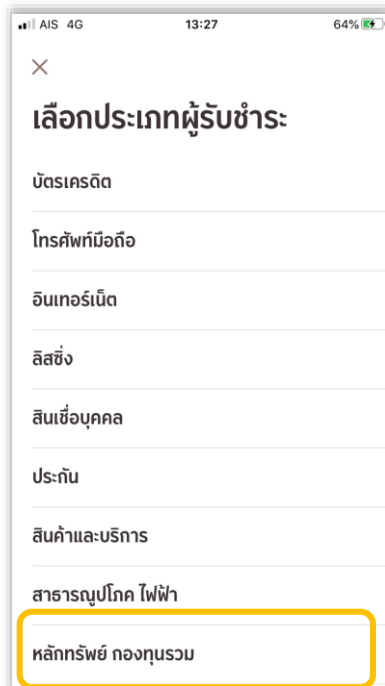 AIS 4G 13:27 64%
เลือกประเภทผู้รับชำระ
บัตรเครดิต
โทรศัพท์มือถือ
อินเทอร์เน็ต
ลิสซิ่ง
สินเชื่อบุคคล
ประกัน
สินค้าและบริการ
สาธารณูปโภค ไฟฟ้า
หลักทรัพย์ กองทุนรวม